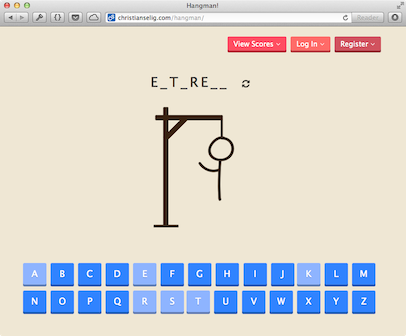 Hangman!
christianselig.com/hangman/
Reader
View Scores
Log In
Register
E_T_RE__
A B C D E F G H I J K L M
N O P Q R S T U V W X Y Z